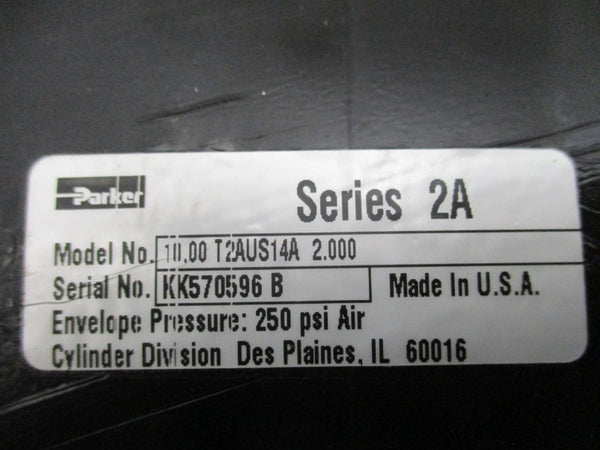 Parker
Series 2A
Model No. 10.00 T2AUS14A 2.000
Serial No. KK570596 B Made In U.S.A.
Envelope Pressure: 250 psi Air
Cylinder Division Des Plaines, IL 60016